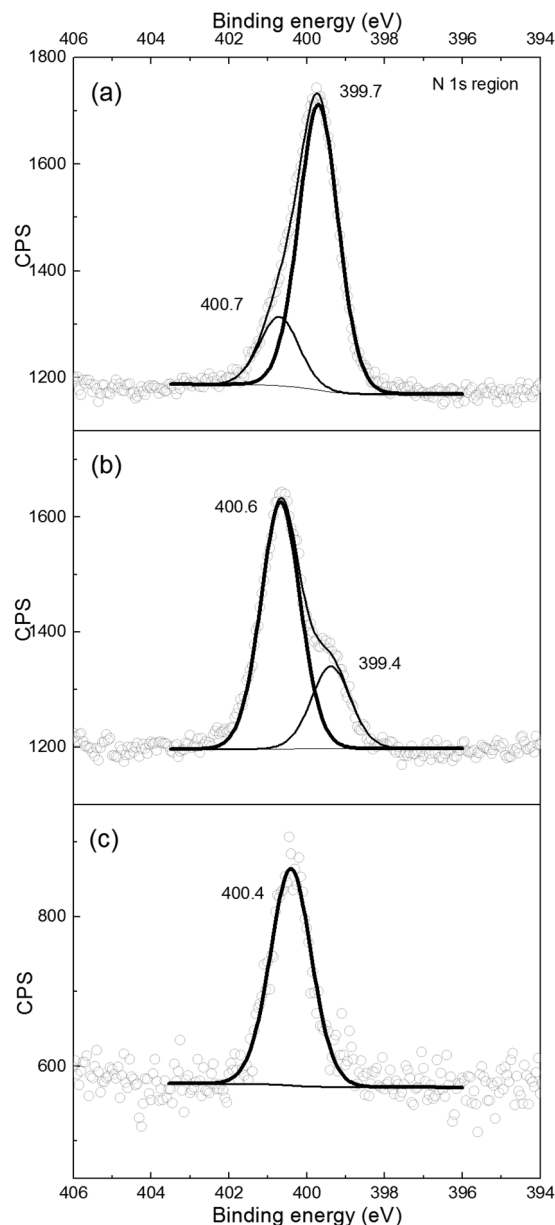 Binding energy (eV)
406 404 402 400 398 396 394
1800
(a)
399.7
N 1s region
1600
CPS
1400
400.7
1200
(b)
400.6
1600
CPS
1400
399.4
1200
(c)
400.4
800
CPS
600
406 404 402 400 398 396 394
Binding energy (eV)